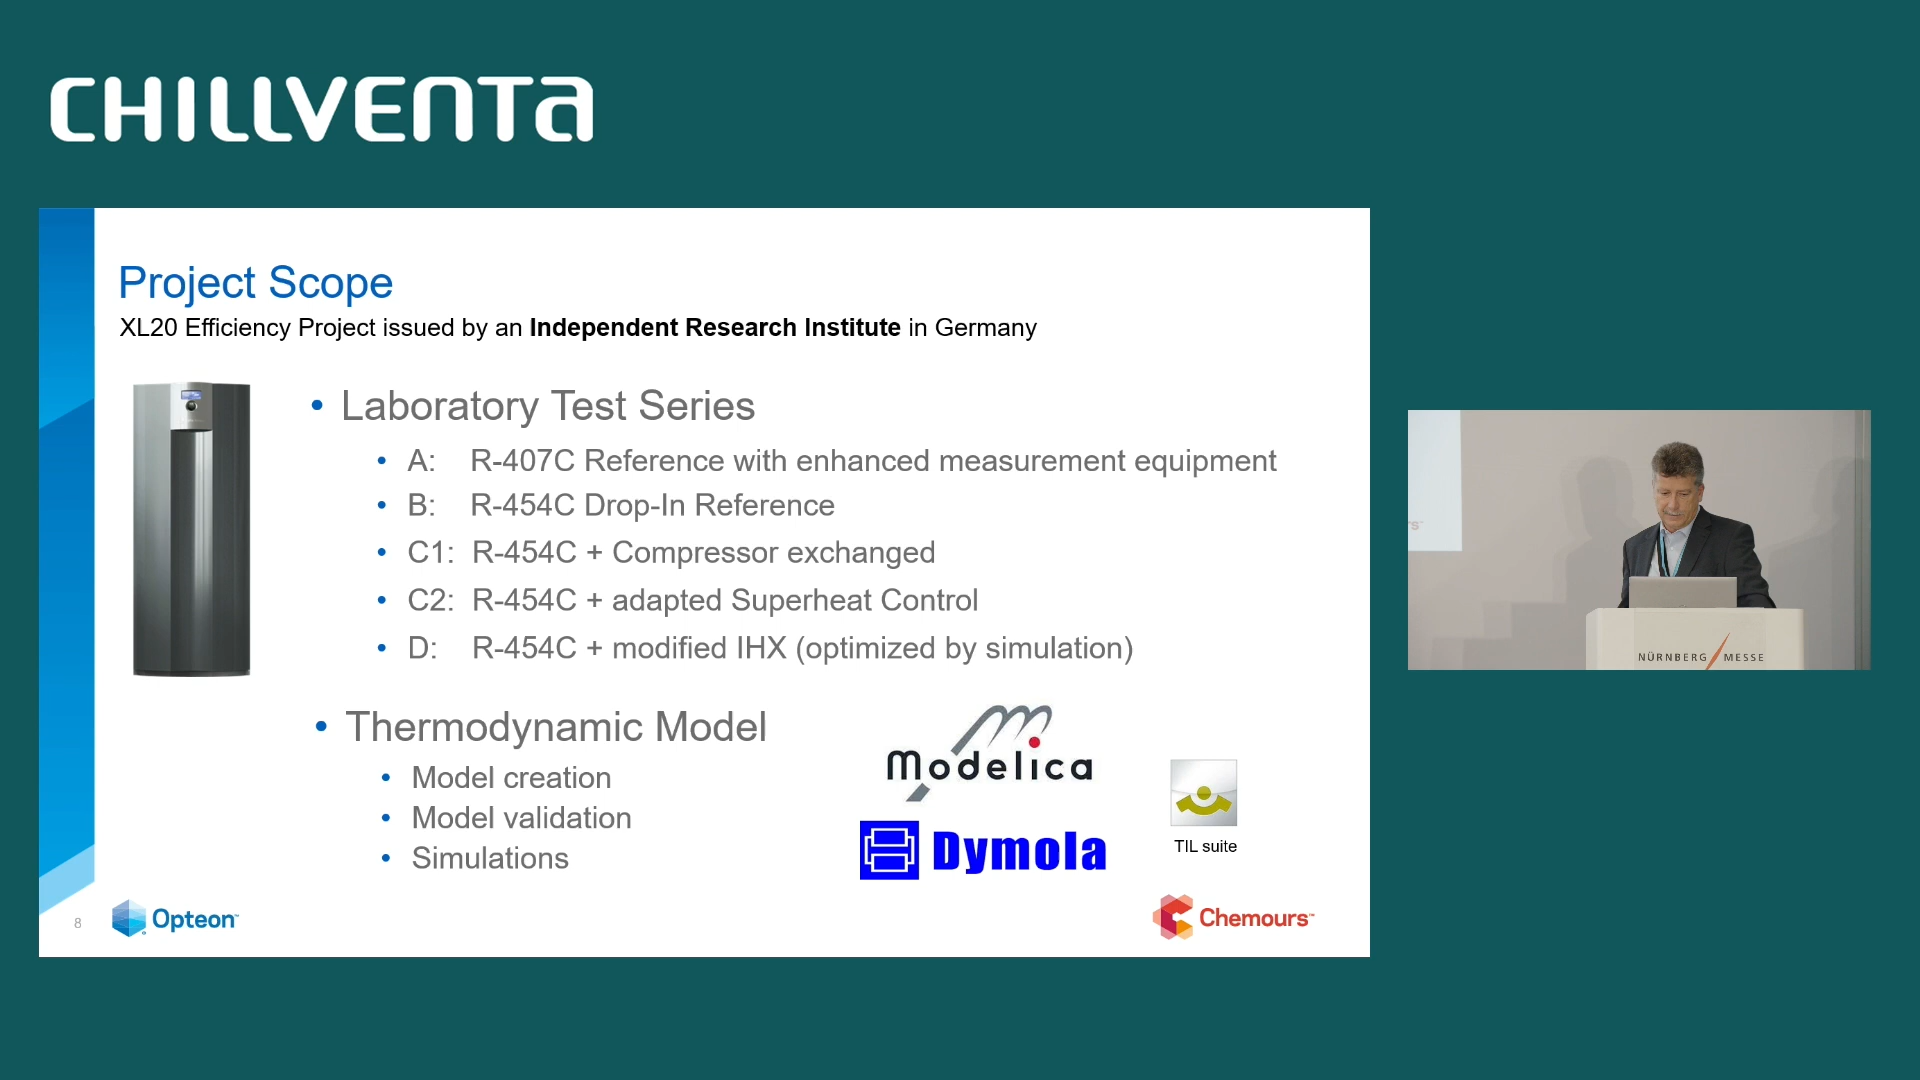 CHILLVENTA
Project Scope
XL20 Efficiency Project issued by an Independent Research Institute in Germany
• Laboratory Test Series
• A: R-407C Reference with enhanced measurement equipment
• B: R-454C Drop-In Reference
• C1: R-454C + Compressor exchanged
• C2: R-454C + adapted Superheat Control
• D: R-454C + modified IHX (optimized by simulation)
• Thermodynamic Model
• Model creation
• Model validation
• Simulations
Modelica
Dymola
TIL suite
8
Opteon™
Chemours™
NÜRNBERG MESSE